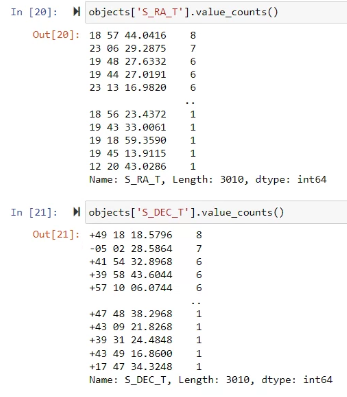 In [20]: objects['S_RA_T'].value_counts()
Out[20]: 18 57 44.0416 8
23 06 29.2875 7
19 48 27.6332 6
19 44 27.0191 6
23 13 16.9820 6
..
18 56 23.4372 1
19 43 33.0061 1
19 18 59.3590 1
19 45 13.9115 1
12 20 43.0286 1
Name: S_RA_T, Length: 3010, dtype: int64
In [21]: objects['S_DEC_T'].value_counts()
Out[21]: +49 18 18.5796 8
-05 02 28.5864 7
+41 54 32.8968 6
+39 58 43.6044 6
+57 10 06.0744 6
..
+47 48 38.2968 1
+43 09 21.8268 1
+39 31 24.4848 1
+43 49 16.8600 1
+17 47 34.3248 1
Name: S_DEC_T, Length: 3010, dtype: int64